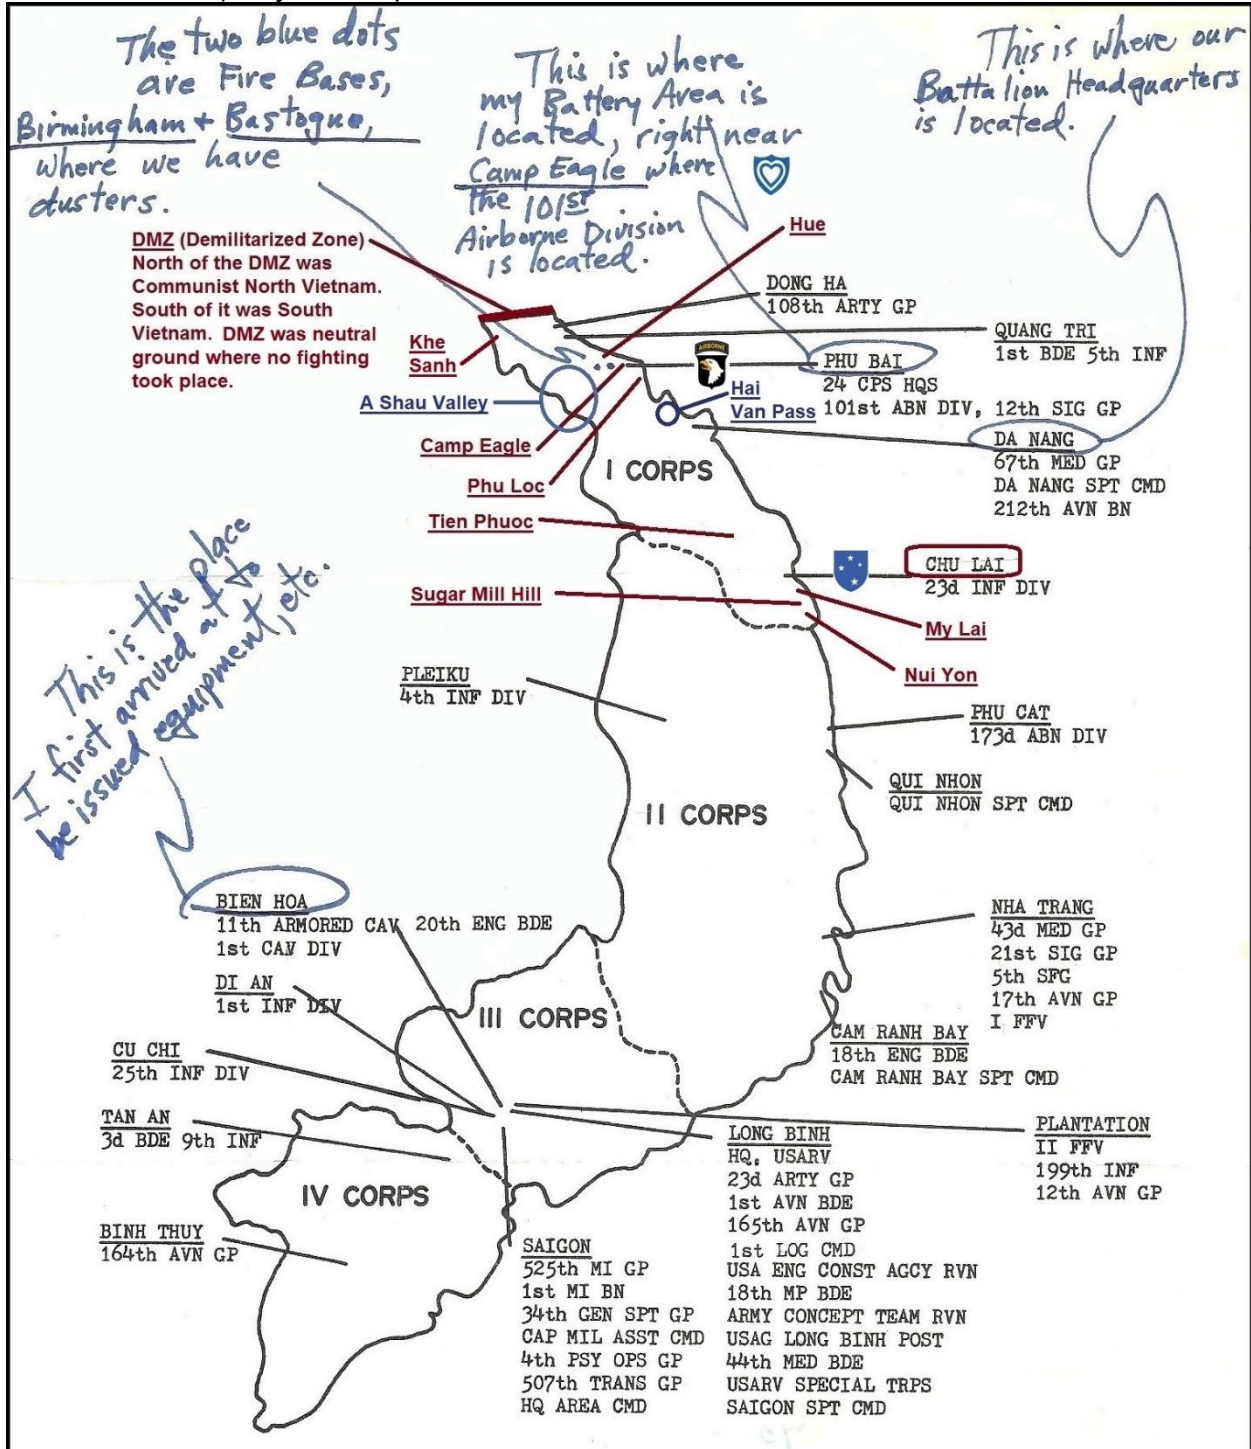 The two blue dots
are Fire Bases,
Birmingham + Bastogne,
where we have
dusters.
This is where
my Battery Area is
located, right near
Camp Eagle where
the 101st
Airborne Division
is located.
This is where our
Battalion Headquarters
is located.
DMZ (Demilitarized Zone)
North of the DMZ was
Communist North Vietnam.
South of it was South
Vietnam. DMZ was neutral
ground where no fighting
took place.
Hue
DONG HA
108th ARTY GP
QUANG TRI
1st BDE 5th INF
Khe
Sanh
AIRBORNE
PHU BAI
24 CPS HQS
101st ABN DIV, 12th SIG GP
A Shau Valley
Hai
Van Pass
Camp Eagle
DA NANG
67th MED GP
DA NANG SPT CMD
212th AVN BN
I CORPS
Phu Loc
Tien Phuoc
CHU LAI
23d INF DIV
Sugar Mill Hill
My Lai
Nui Yon
This is the place
I first arrived at to
be issued equipment, etc.
PLEIKU
4th INF DIV
PHU CAT
173d ABN DIV
QUI NHON
QUI NHON SPT CMD
II CORPS
BIEN HOA
11th ARMORED CAV 20th ENG BDE
1st CAV DIV
NHA TRANG
43d MED GP
21st SIG GP
5th SFG
17th AVN GP
I FFV
DI AN
1st INF DIV
III CORPS
CAM RANH BAY
18th ENG BDE
CAM RANH BAY SPT CMD
CU CHI
25th INF DIV
TAN AN
3d BDE 9th INF
PLANTATION
II FFV
199th INF
12th AVN GP
LONG BINH
HQ, USARV
23d ARTY GP
1st AVN BDE
165th AVN GP
1st LOG CMD
USA ENG CONST AGCY RVN
18th MP BDE
ARMY CONCEPT TEAM RVN
USAG LONG BINH POST
44th MED BDE
USARV SPECIAL TRPS
SAIGON SPT CMD
IV CORPS
BINH THUY
164th AVN GP
SAIGON
525th MI GP
1st MI BN
34th GEN SPT GP
CAP MIL ASST CMD
4th PSY OPS GP
507th TRANS GP
HQ AREA CMD